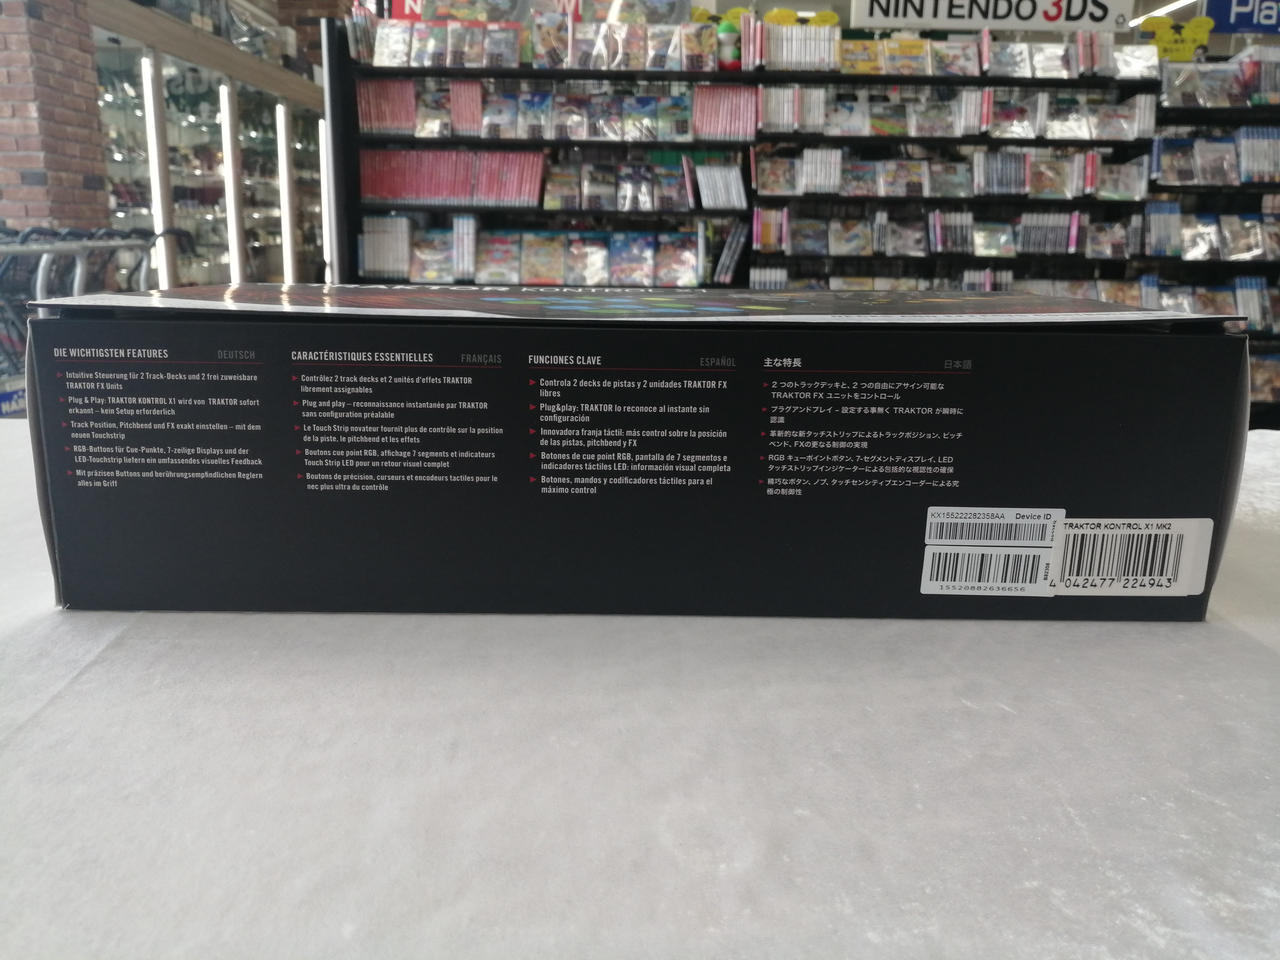 NINTENDO 3DS
DIE WICHTIGSTEN FEATURES
DEUTSCH
Intuitive Steuerung für 2 Track-Decks und 2 frei zuweisbare
TRAKTOR FX Units
Plug & Play: TRAKTOR KONTROL X1 wird von TRAKTOR sofort
erkannt – kein Setup erforderlich
Track Position, Pitchbend und FX exakt einstellen – mit dem
neuen Touchstrip
RGB-Buttons für Cue-Punkte, 7-zeilige Displays und der
LED-Touchstrip liefern ein umfassendes visuelles Feedback
Mit präzisen Buttons und berührungsempfindlichen Reglern
alles im Griff
CARACTÉRISTIQUES ESSENTIELLES
FRANÇAIS
Contrôlez 2 track decks et 2 unités d'effets TRAKTOR
librement assignables
Plug and play – reconnaissance instantanée par TRAKTOR
sans configuration préalable
Le Touch Strip novateur fournit plus de contrôle sur la position
de la piste, le pitchbend et les effets
Boutons cue point RGB, affichage 7 segments et indicateurs
Touch Strip LED pour un retour visuel complet
Boutons de précision, curseurs et encodeurs tactiles pour le
nec plus ultra du contrôle
FUNCIONES CLAVE
ESPAÑOL
Controla 2 decks de pistas y 2 unidades TRAKTOR FX
libres
Plug&play: TRAKTOR lo reconoce al instante sin
configuración
Innovadora franja táctil: más control sobre la posición
de las pistas, pitchbend y FX
Botones de cue point RGB, pantalla de 7 segmentos e
indicadores táctiles LED: información visual completa
Botones, mandos y codificadores táctiles para el
máximo control
主な特長
日本語
2 つのトラックデッキと、2 つの自由にアサイン可能な
TRAKTOR FX ユニットをコントロール
プラグアンドプレイ – 設定する事無く TRAKTOR が瞬時に
認識
革新的な新タッチストリップによるトラックポジション、ピッチ
ベンド、FXの更なる制御の実現
RGB キューポイントボタン、7-セグメントディスプレイ、LED
タッチストリップインジケーターによる包括的な視認性の確保
精巧なボタン、ノブ、タッチセンシティブエンコーダーによる究
極の制御性
KX155222282358AA Device ID
15520882636656
TRAKTOR KONTROL X1 MK2
4 042477 224943